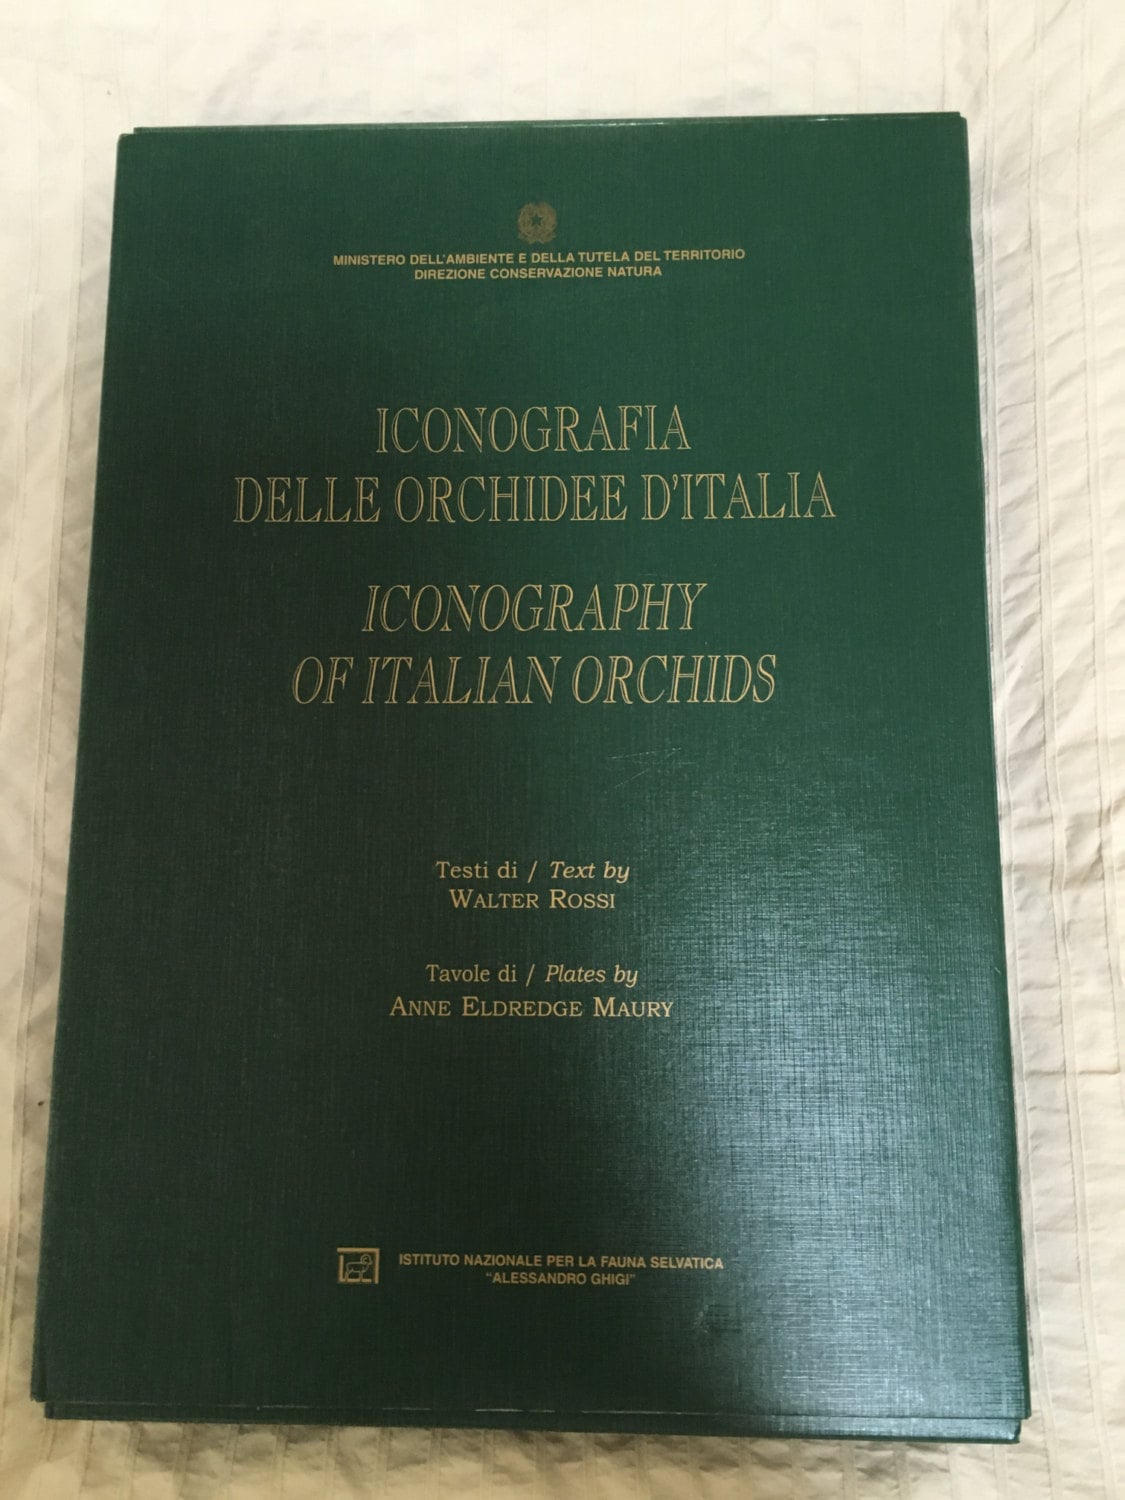 MINISTERO DELL'AMBIENTE E DELLA TUTELA DEL TERRITORIO
DIREZIONE CONSERVAZIONE NATURA
ICONOGRAFIA
DELLE ORCHIDEE D'ITALIA
ICONOGRAPHY
OF ITALIAN ORCHIDS
Testi di / Text by
WALTER ROSSI
Tavole di / Plates by
ANNE ELDREDGE MAURY
ISTITUTO NAZIONALE PER LA FAUNA SELVATICA
"ALESSANDRO GHIGI"